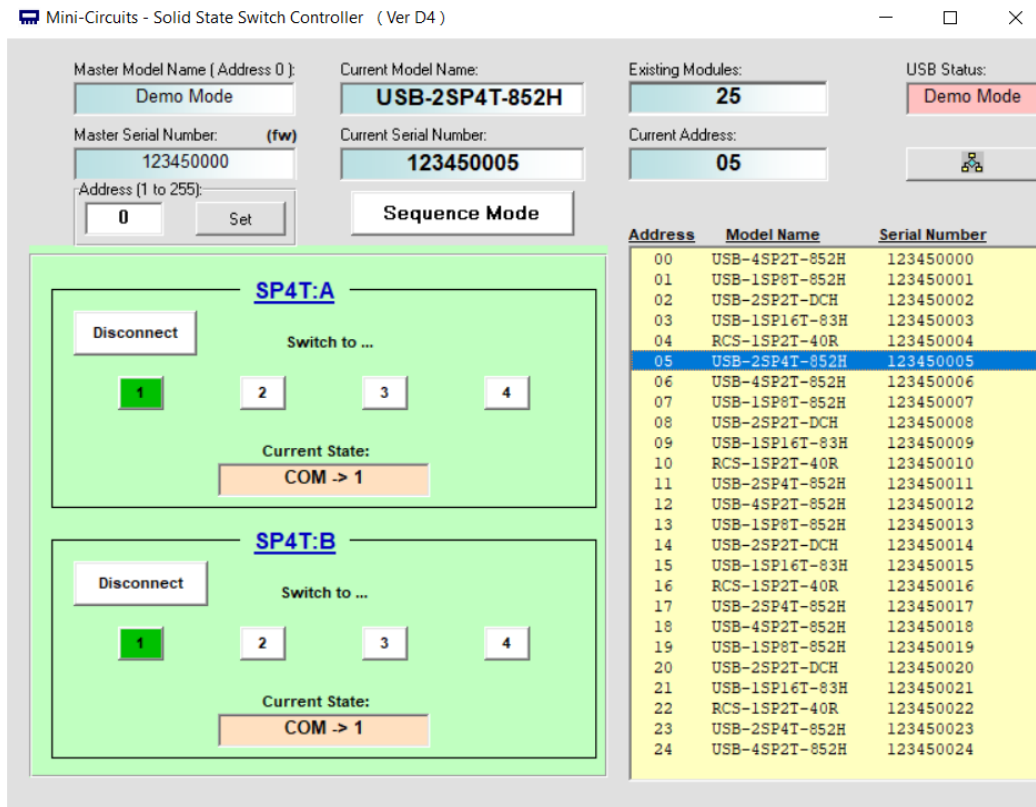 Mini-Circuits - Solid State Switch Controller ( Ver D4 )
Master Model Name ( Address 0 ): Current Model Name: Existing Modules: USB Status:
Demo Mode USB-2SP4T-852H 25 Demo Mode
Master Serial Number: (fw) Current Serial Number: Current Address:
123450000 123450005 05
Address (1 to 255):
0 Set Sequence Mode
Address Model Name Serial Number
00 USB-4SP2T-852H 123450000
01 USB-1SP8T-852H 123450001
02 USB-2SP2T-DCH 123450002
03 USB-1SP16T-83H 123450003
04 RCS-1SP2T-40R 123450004
05 USB-2SP4T-852H 123450005
06 USB-4SP2T-852H 123450006
07 USB-1SP8T-852H 123450007
08 USB-2SP2T-DCH 123450008
09 USB-1SP16T-83H 123450009
10 RCS-1SP2T-40R 123450010
11 USB-2SP4T-852H 123450011
12 USB-4SP2T-852H 123450012
13 USB-1SP8T-852H 123450013
14 USB-2SP2T-DCH 123450014
15 USB-1SP16T-83H 123450015
16 RCS-1SP2T-40R 123450016
17 USB-2SP4T-852H 123450017
18 USB-4SP2T-852H 123450018
19 USB-1SP8T-852H 123450019
20 USB-2SP2T-DCH 123450020
21 USB-1SP16T-83H 123450021
22 RCS-1SP2T-40R 123450022
23 USB-2SP4T-852H 123450023
24 USB-4SP2T-852H 123450024
SP4T:A
Disconnect
Switch to ...
1 2 3 4
Current State:
COM -> 1
SP4T:B
Disconnect
Switch to ...
1 2 3 4
Current State:
COM -> 1